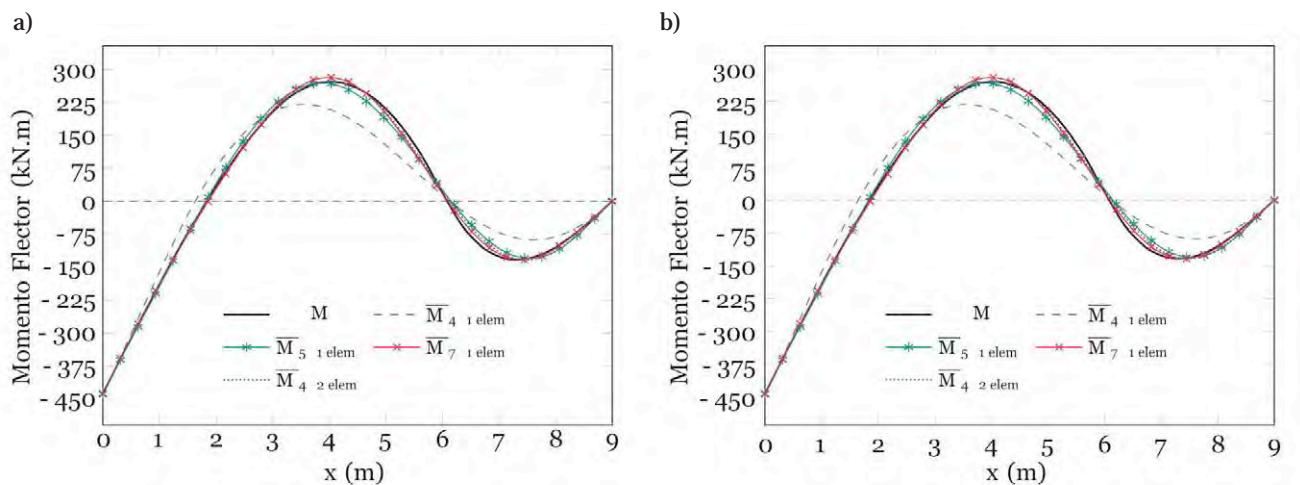 a)
Momento Flector (kN.m)
300
225
150
75
0
-75
-150
-225
-300
-375
-450
M
M̅4 1 elem
M̅5 1 elem
M̅7 1 elem
M̅4 2 elem
0 1 2 3 4 5 6 7 8 9
x (m)
b)
Momento Flector (kN.m)
300
225
150
75
0
-75
-150
-225
-300
-375
-450
M
M̅4 1 elem
M̅5 1 elem
M̅7 1 elem
M̅4 2 elem
0 1 2 3 4 5 6 7 8 9
x (m)